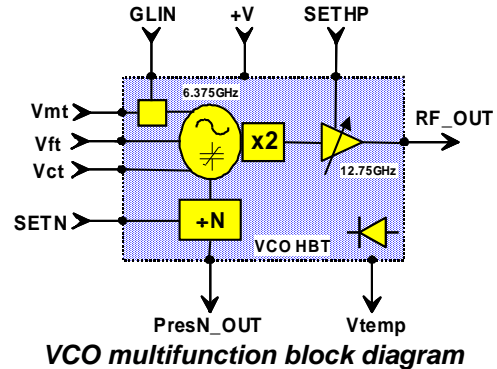 GLIN +V SETHP
6.375GHz
Vmt
RF_OUT
Vft
x2
Vct
12.75GHz
SETN
÷N
VCO HBT
PresN_OUT Vtemp
VCO multifunction block diagram